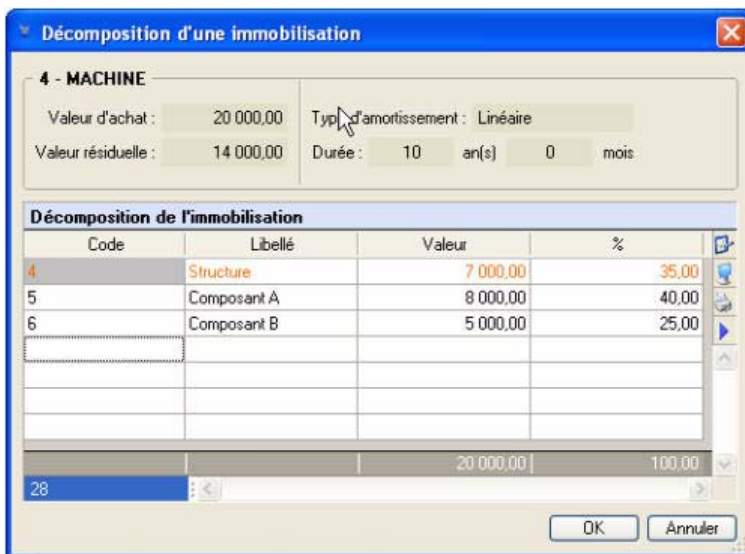 Décomposition d'une immobilisation
4 - MACHINE
Valeur d'achat : 20 000,00 Typ d'amortissement : Linéaire
Valeur résiduelle : 14 000,00 Durée : 10 an(s) 0 mois
Décomposition de l'immobilisation
Code Libellé Valeur %
4 Structure 7 000,00 35,00
5 Composant A 8 000,00 40,00
6 Composant B 5 000,00 25,00
20 000,00 100,00
28
OK Annuler